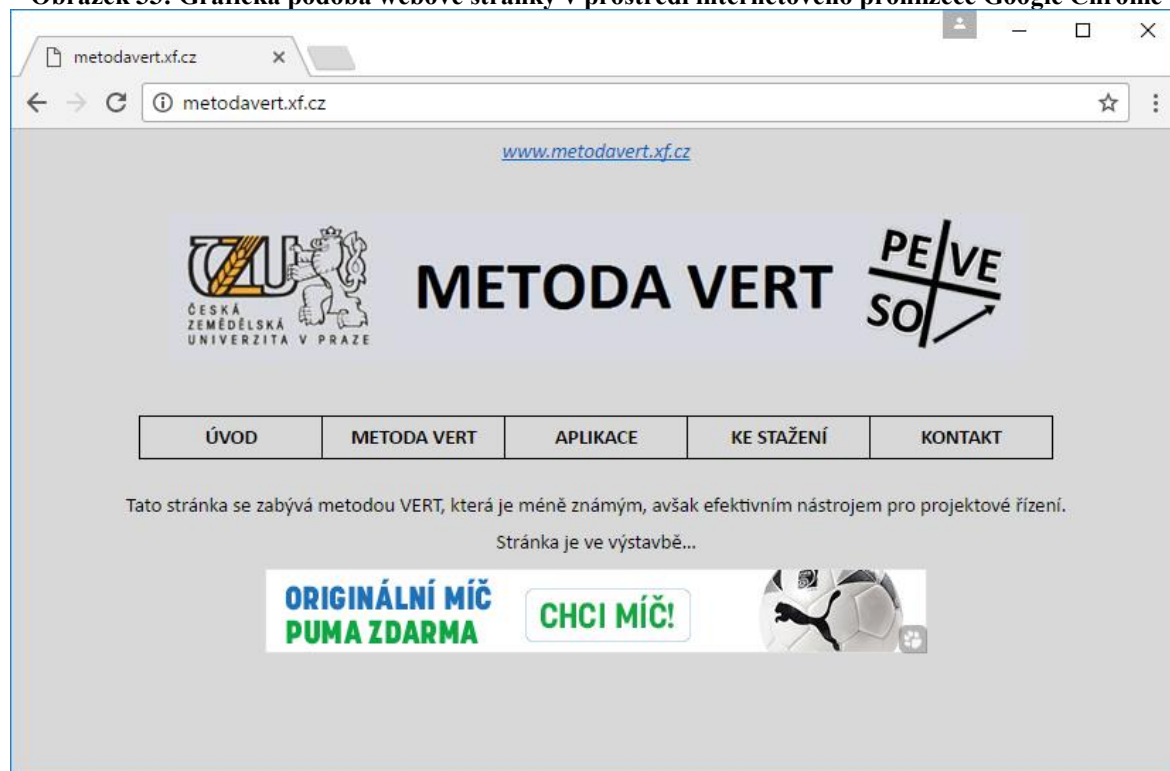 Obrázek 55: Grafická podoba webové stránky v prostředí internetového prohlížeče Google Chrome
metodavert.xf.cz
metodavert.xf.cz
www.metodavert.xf.cz
ČZU
ČESKÁ
ZEMĚDĚLSKÁ
UNIVERZITA V PRAZE
METODA VERT
PE VE
SO
ÚVOD METODA VERT APLIKACE KE STAŽENÍ KONTAKT
Tato stránka se zabývá metodou VERT, která je méně známým, avšak efektivním nástrojem pro projektové řízení.
Stránka je ve výstavbě...
ORIGINÁLNÍ MÍČ
PUMA ZDARMA
CHCI MÍČ!